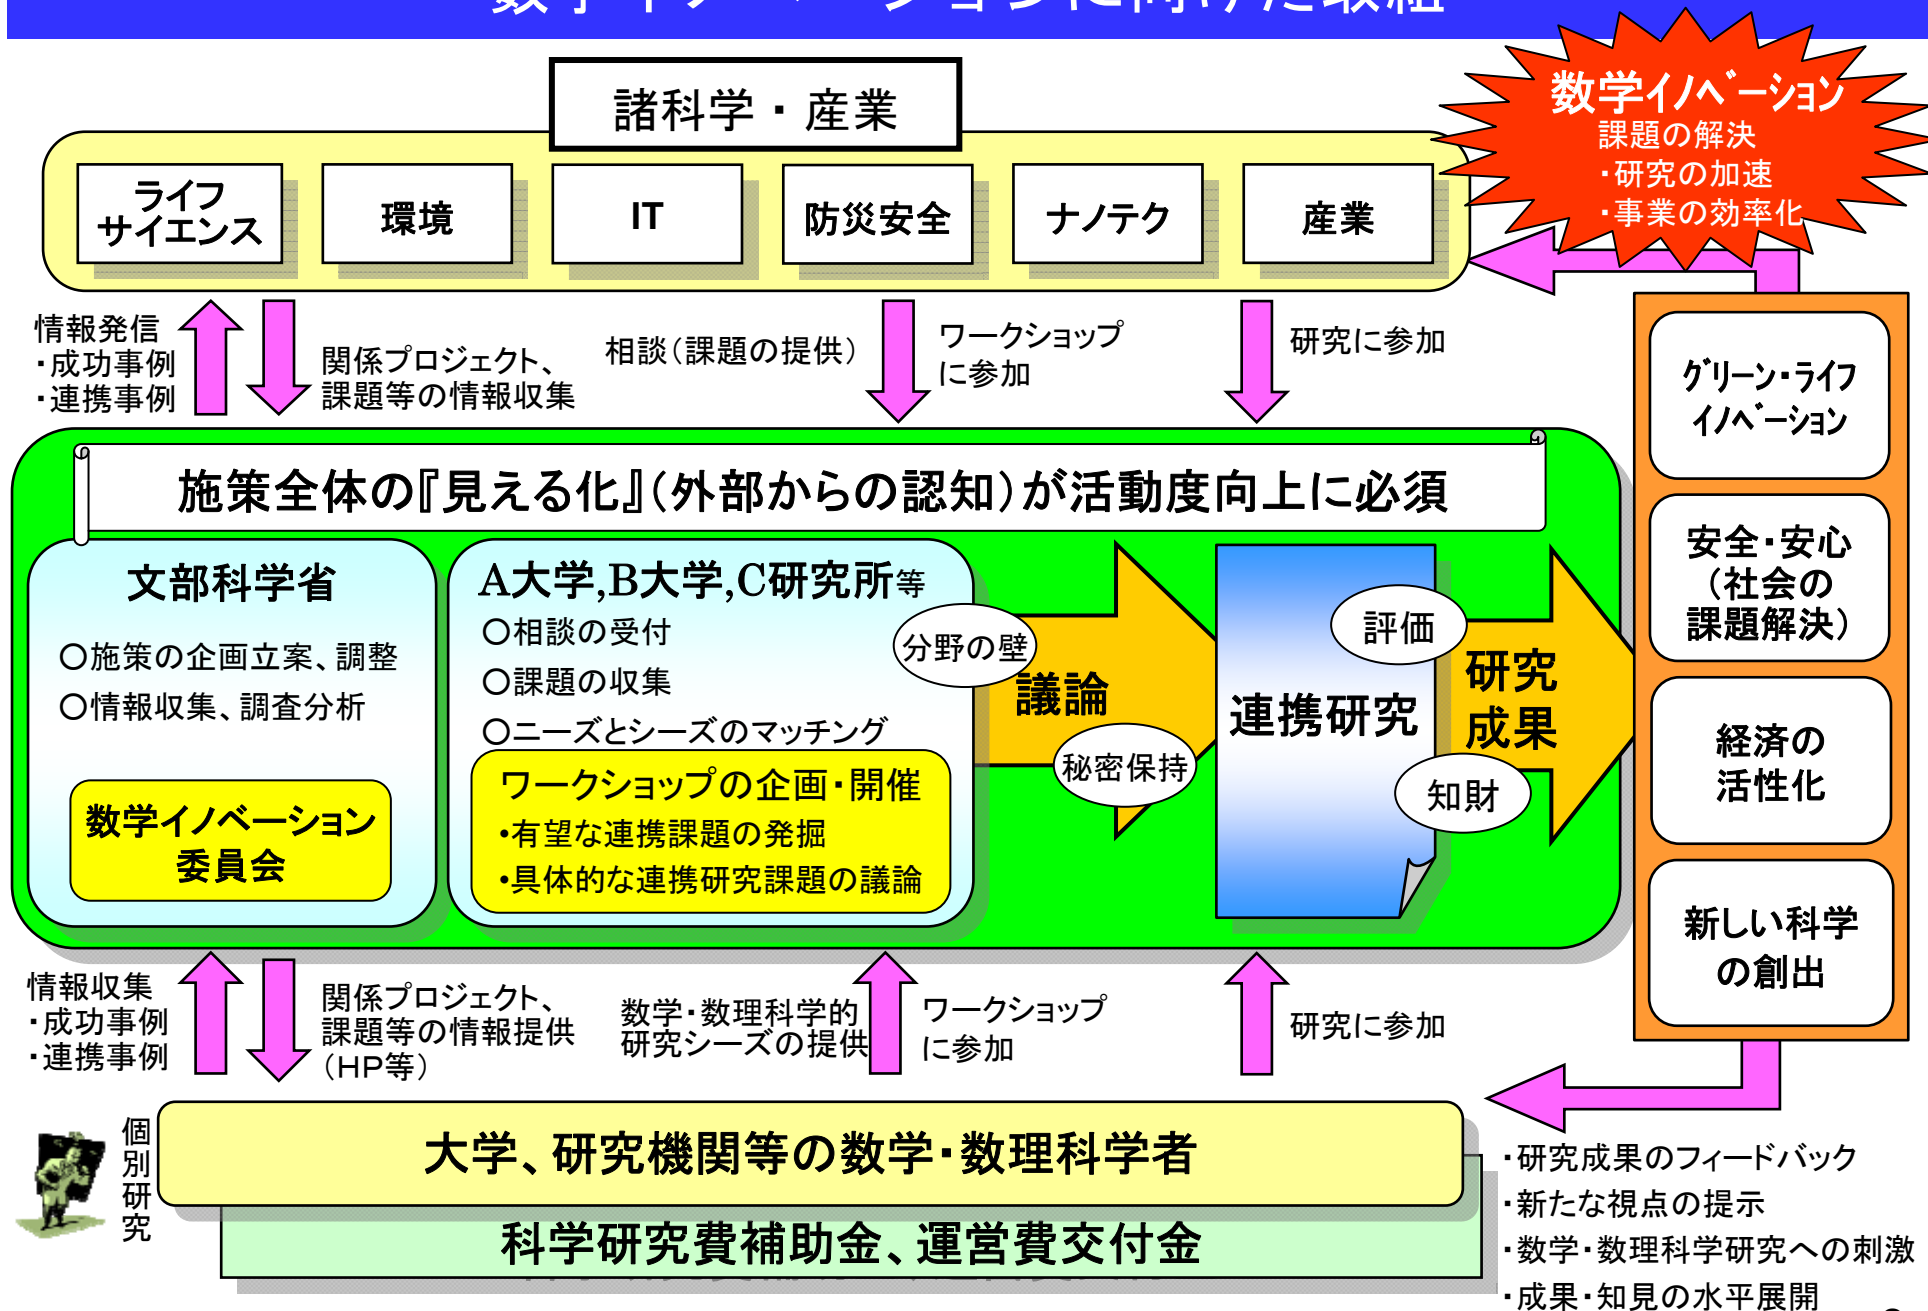 数学イノベーションに向けた取組
数学イノベーション
課題の解決
・研究の加速
・事業の効率化
諸科学・産業
ライフ
サイエンス
環境
IT
防災安全
ナノテク
産業
情報発信
・成功事例
・連携事例
関係プロジェクト、
課題等の情報収集
相談（課題の提供）
ワークショップ
に参加
研究に参加
施策全体の『見える化』（外部からの認知）が活動度向上に必須
文部科学省
○施策の企画立案、調整
○情報収集、調査分析
数学イノベーション
委員会
A大学,B大学,C研究所等
○相談の受付
○課題の収集
○ニーズとシーズのマッチング
ワークショップの企画・開催
・有望な連携課題の発掘
・具体的な連携研究課題の議論
分野の壁
議論
秘密保持
連携研究
評価
知財
研究
成果
グリーン・ライフ
イノベーション
安全・安心
（社会の
課題解決）
経済の
活性化
新しい科学
の創出
情報収集
・成功事例
・連携事例
関係プロジェクト、
課題等の情報提供
（HP等）
数学・数理科学的
研究シーズの提供
ワークショップ
に参加
研究に参加
個別研究
大学、研究機関等の数学・数理科学者
科学研究費補助金、運営費交付金
・研究成果のフィードバック
・新たな視点の提示
・数学・数理科学研究への刺激
・成果・知見の水平展開